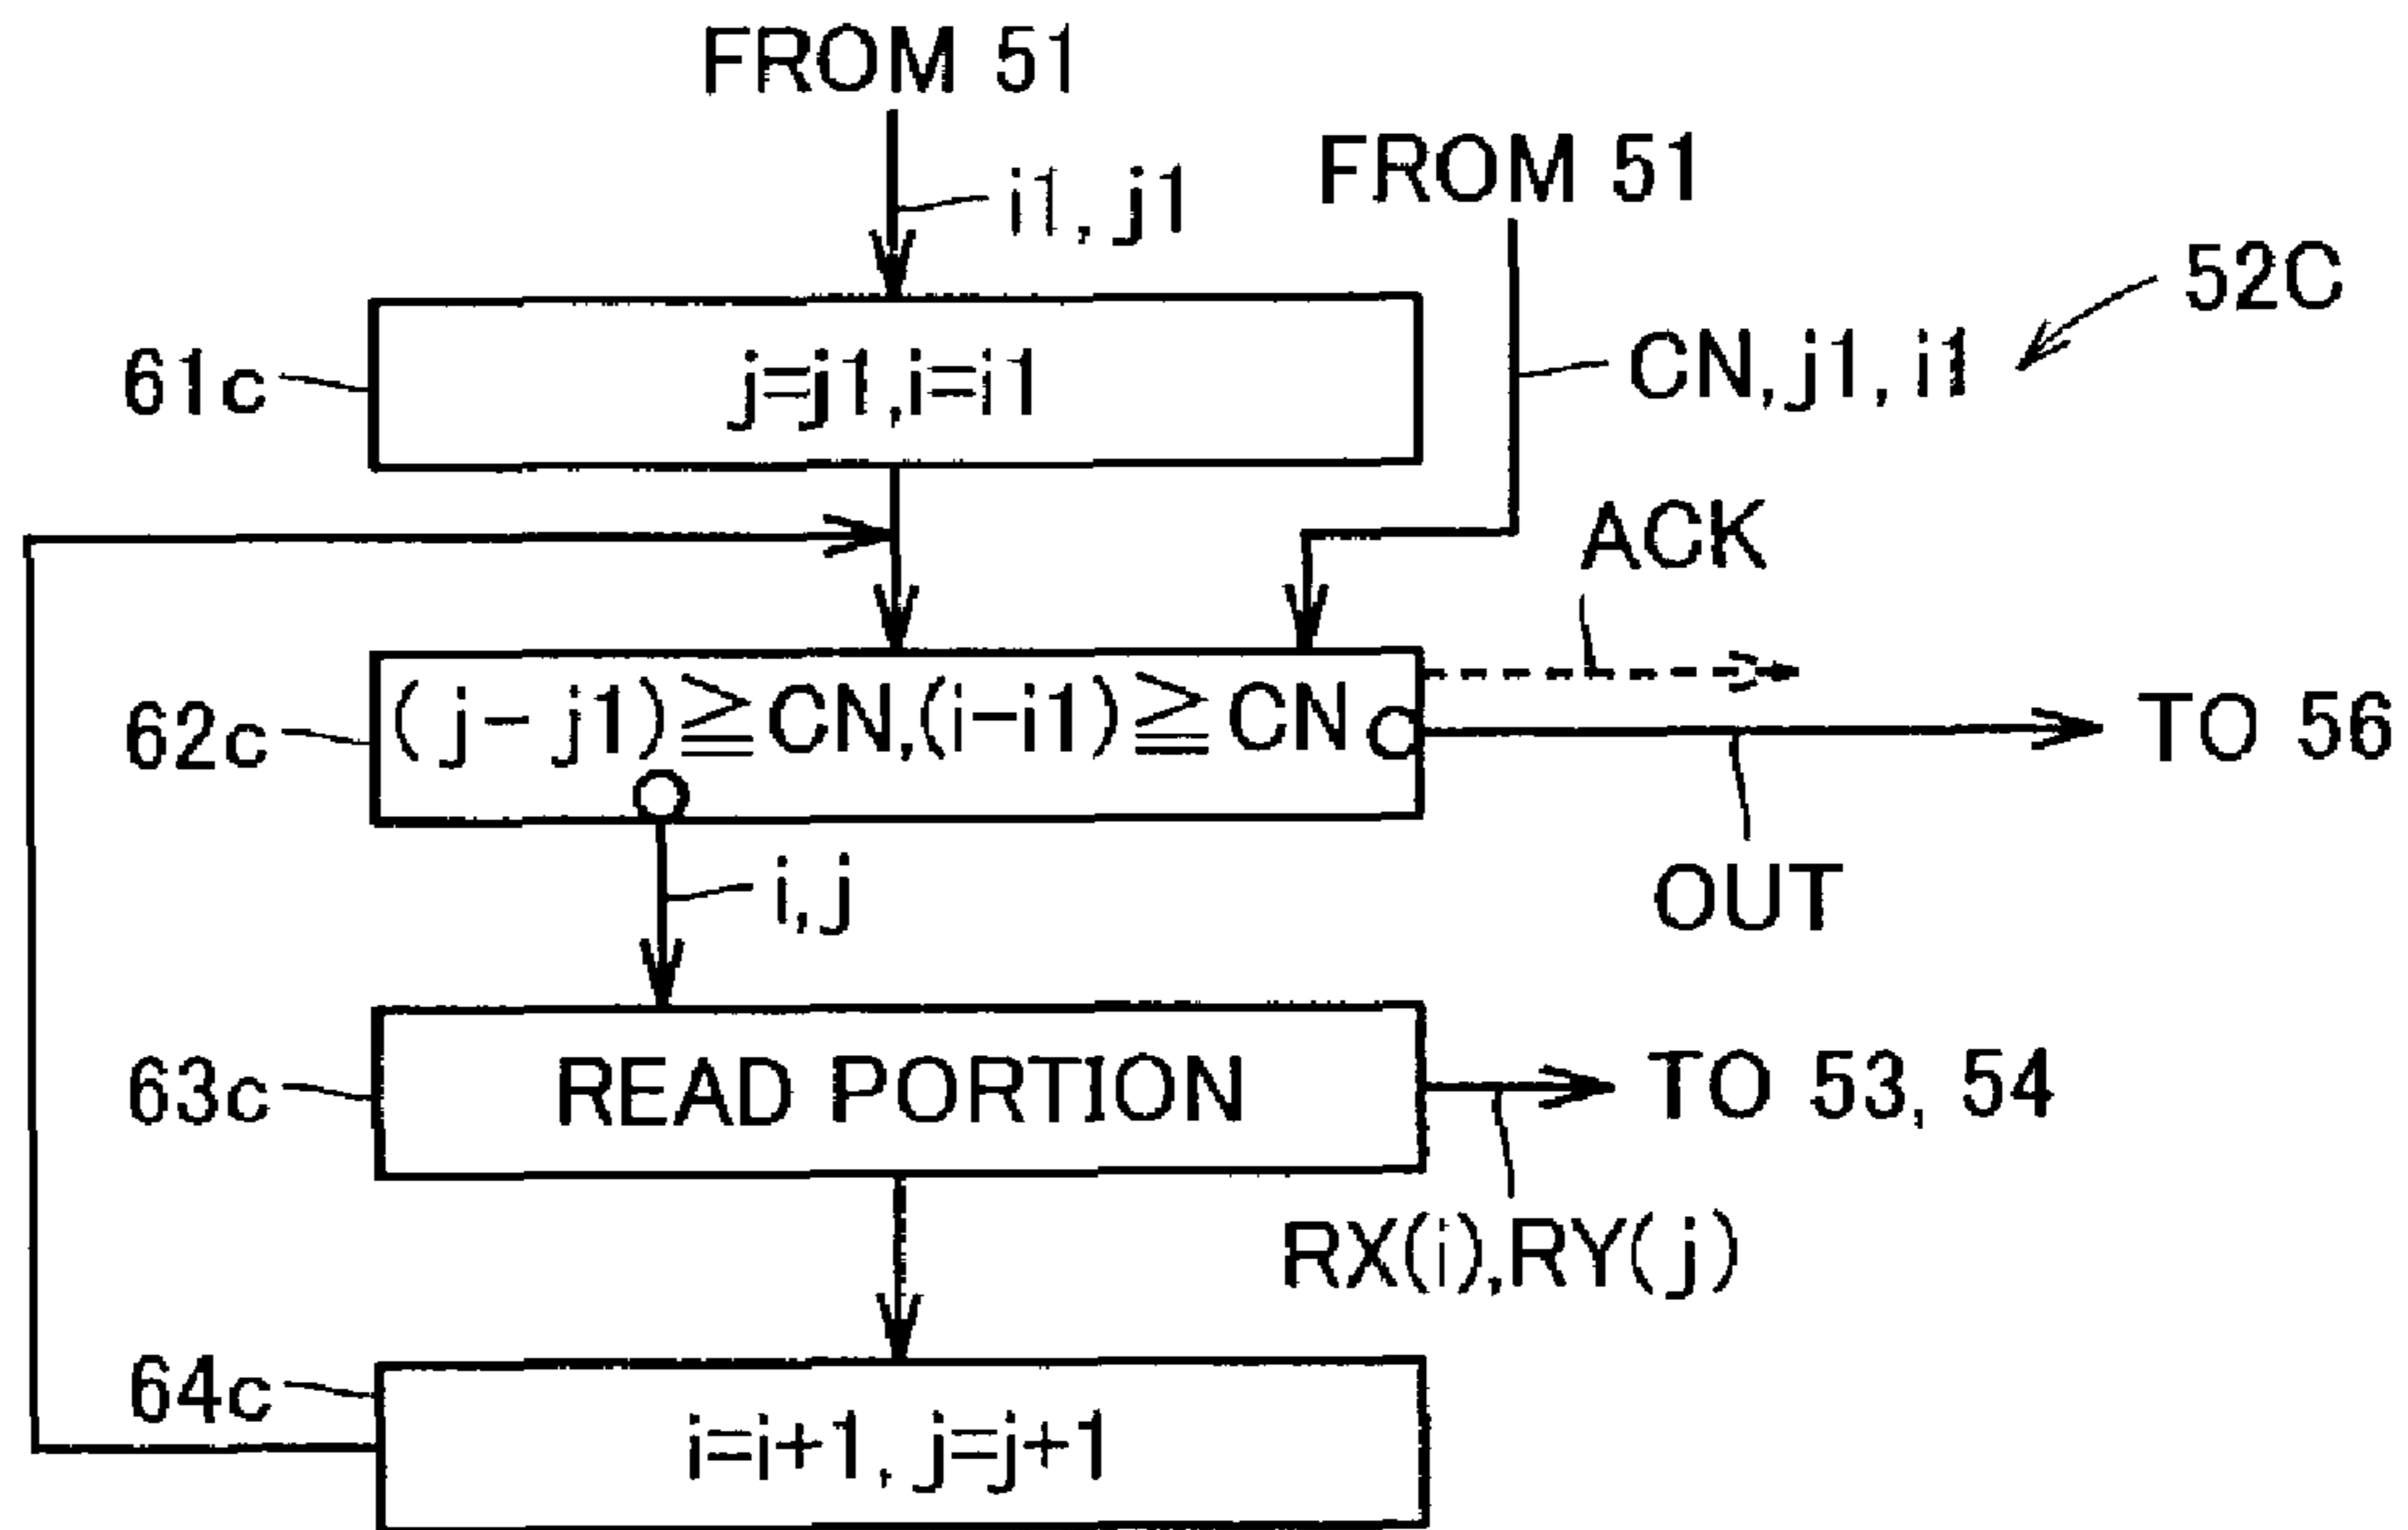 FROM 51
i1, j1
FROM 51
52C
CN, j1, i1
61c
j=j1, i=i1
ACK
62c
(j-j1)≧CN,(i-i1)≧CN
TO 56
OUT
i,j
63c
READ PORTION
TO 53, 54
RX(i),RY(j)
64c
i=i+1, j=j+1